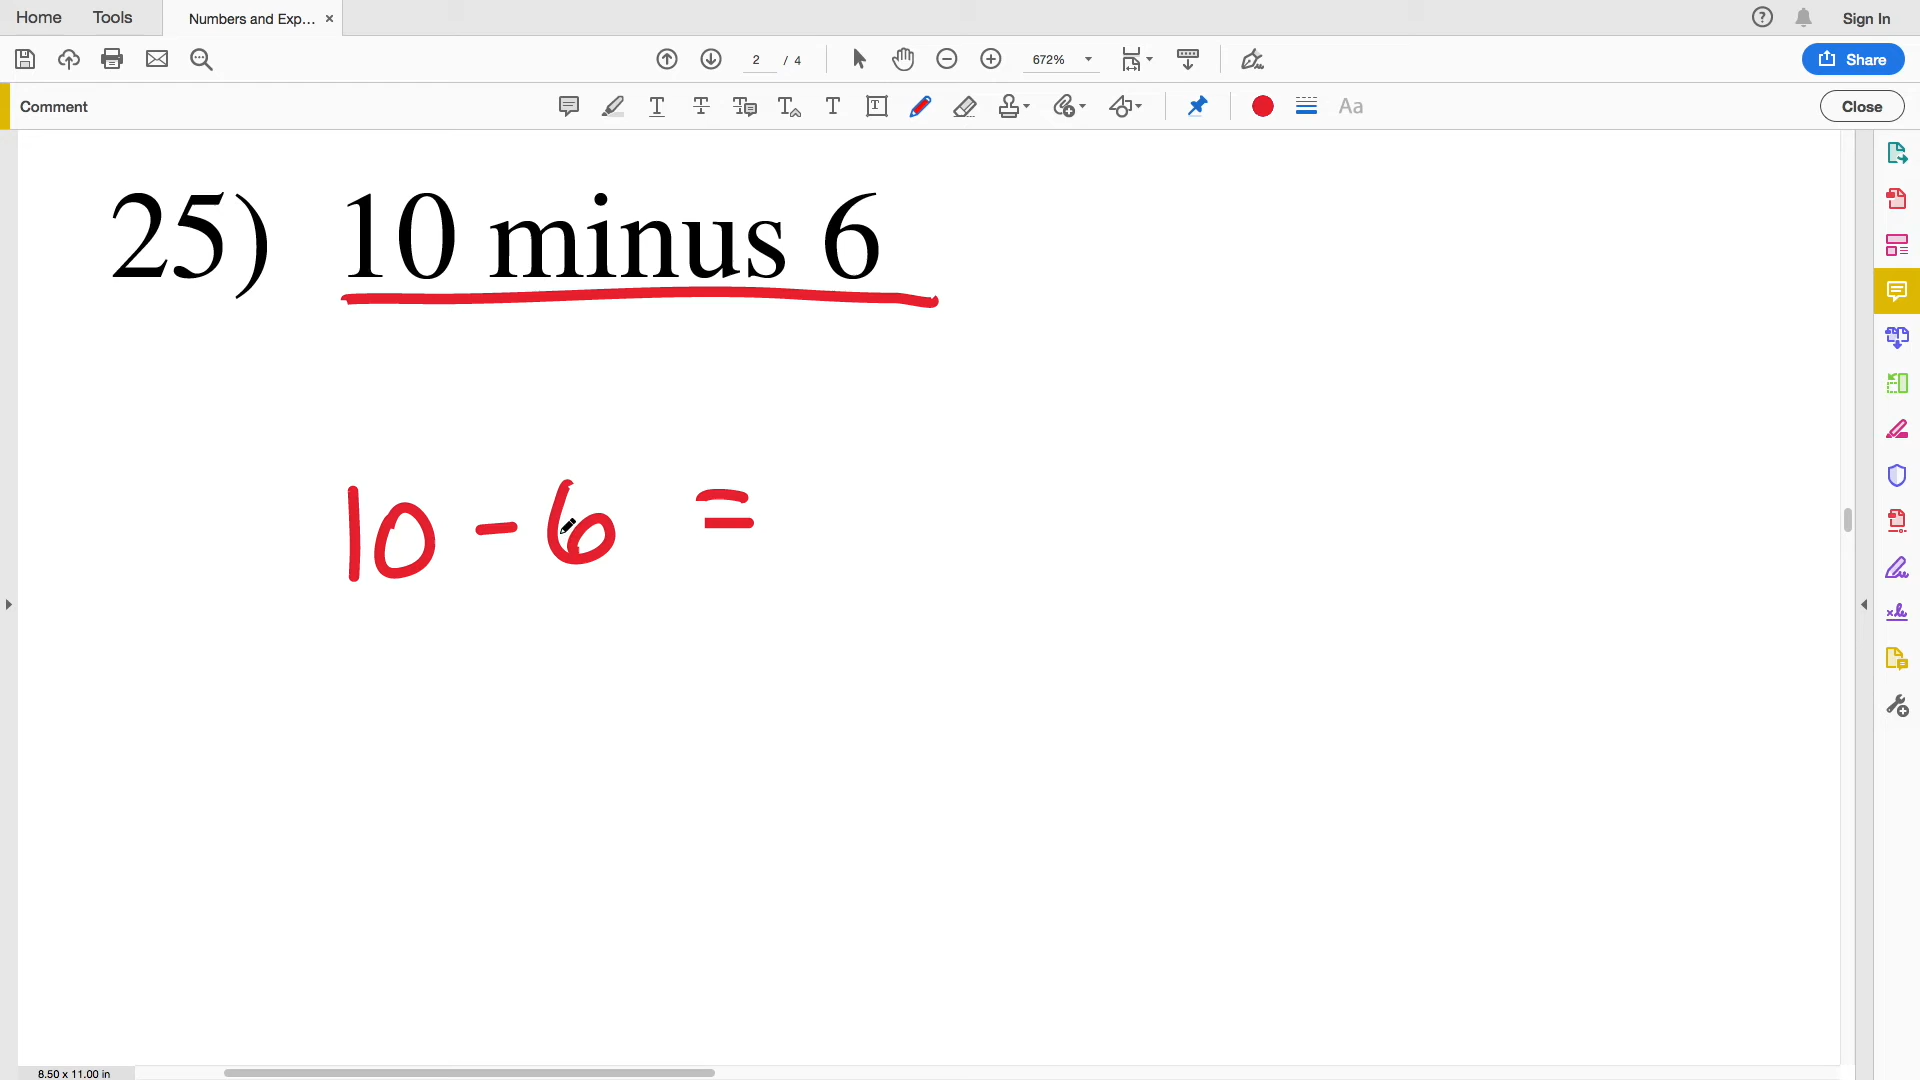 Home Tools Numbers and Exp... × ? Sign In
2 / 4 672% Share
Comment Aa Close
25) 10 minus 6
10 - 6 =
8.50 x 11.00 in